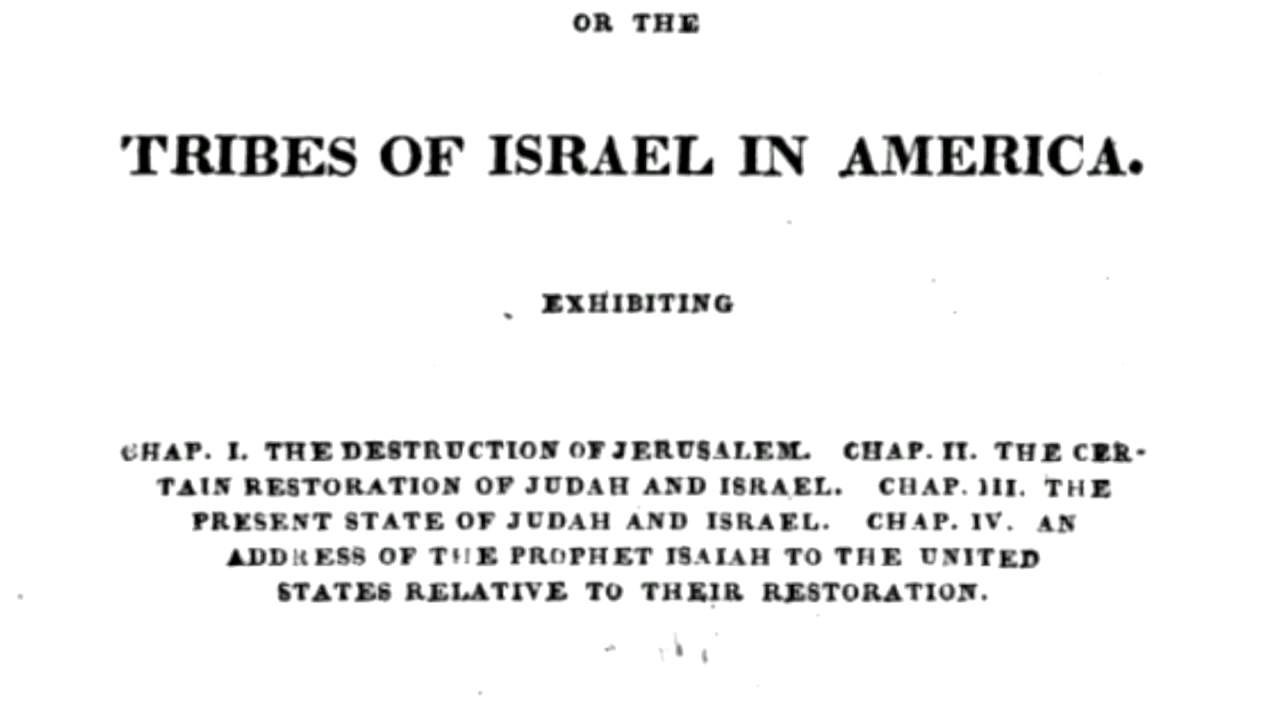 OR THE
TRIBES OF ISRAEL IN AMERICA.
EXHIBITING
CHAP. I. THE DESTRUCTION OF JERUSALEM. CHAP. II. THE CER-
TAIN RESTORATION OF JUDAH AND ISRAEL. CHAP. III. THE
PRESENT STATE OF JUDAH AND ISRAEL. CHAP. IV. AN
ADDRESS OF THE PROPHET ISAIAH TO THE UNITED
STATES RELATIVE TO THEIR RESTORATION.